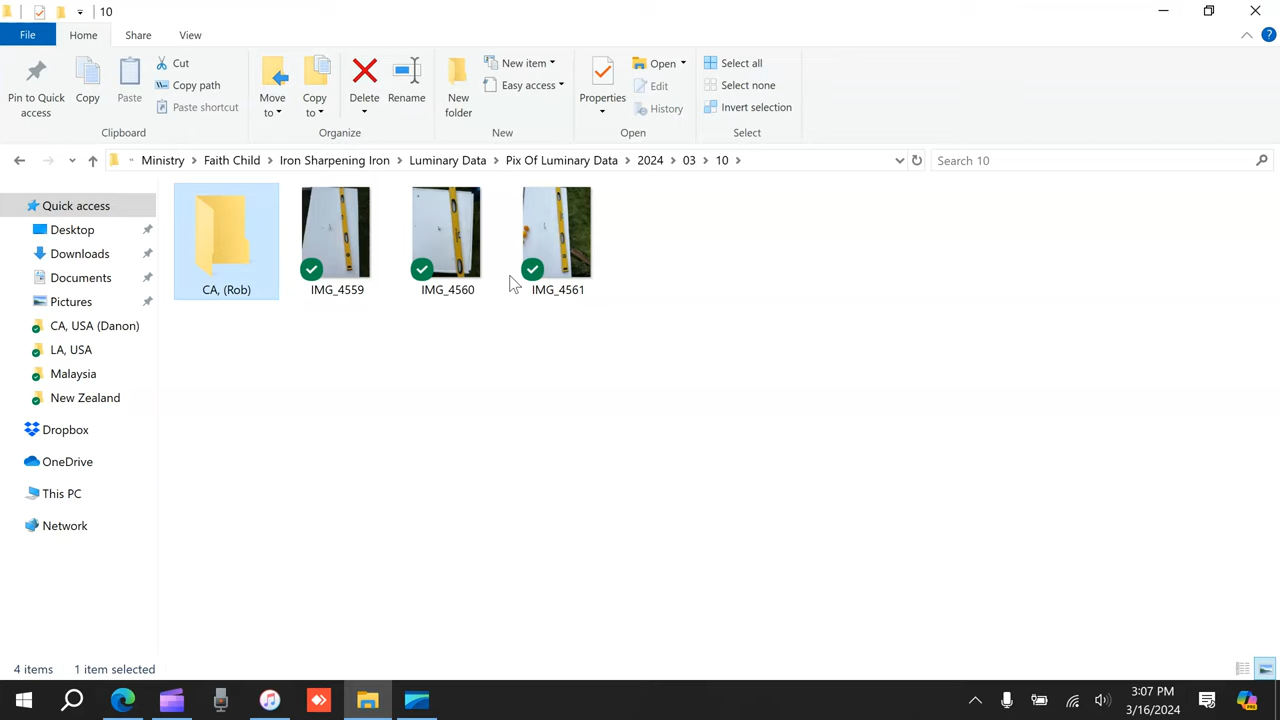 10
File
Home
Share
View
Pin to Quick access
Copy
Paste
Cut
Copy path
Paste shortcut
Clipboard
Move to
Copy to
Delete
Rename
Organize
New folder
New item
Easy access
New
Properties
Open
Edit
History
Open
Select all
Select none
Invert selection
Select
« Ministry > Faith Child > Iron Sharpening Iron > Luminary Data > Pix Of Luminary Data > 2024 > 03 > 10 >
Search 10
Quick access
Desktop
Downloads
Documents
Pictures
CA, USA (Danon)
LA, USA
Malaysia
New Zealand
Dropbox
OneDrive
This PC
Network
CA, (Rob)
IMG_4559
IMG_4560
IMG_4561
4 items
1 item selected
3:07 PM
3/16/2024